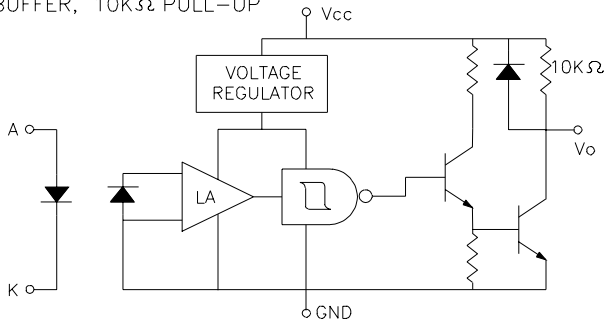 BUFFER, 10KΩ PULL-UP
Vcc
VOLTAGE
REGULATOR
10KΩ
A
Vo
LA
K
GND